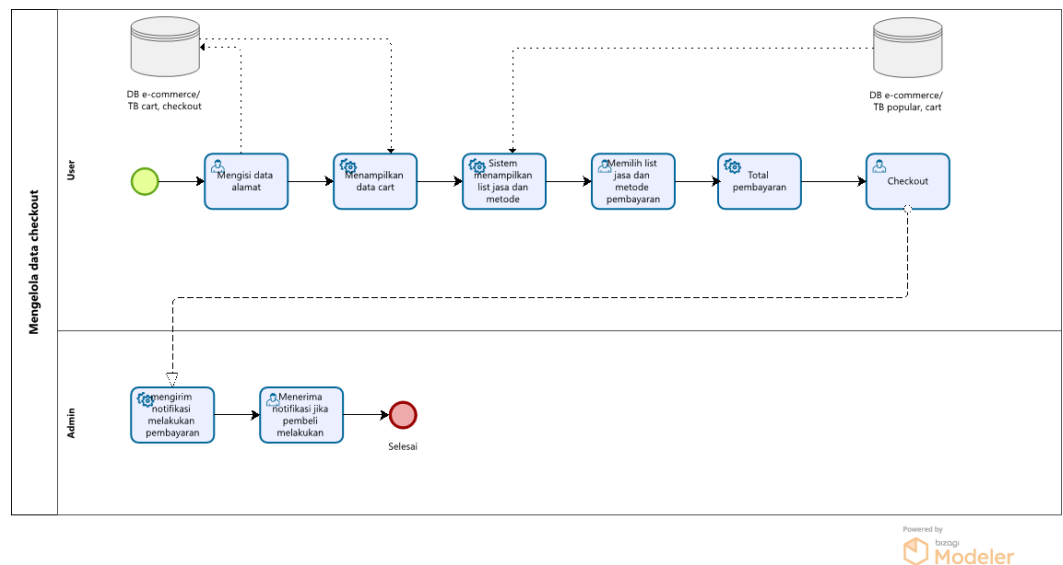 Mengelola data checkout
User
DB e-commerce/
TB cart, checkout
DB e-commerce/
TB popular, cart
Mengisi data
alamat
Menampilkan
data cart
Sistem
menampilkan
list jasa dan
metode
Memilih list
jasa dan
metode
pembayaran
Total
pembayaran
Checkout
Admin
mengirim
notifikasi
melakukan
pembayaran
Menerima
notifikasi jika
pembeli
melakukan
Selesai
Powered by
bizagi
Modeler